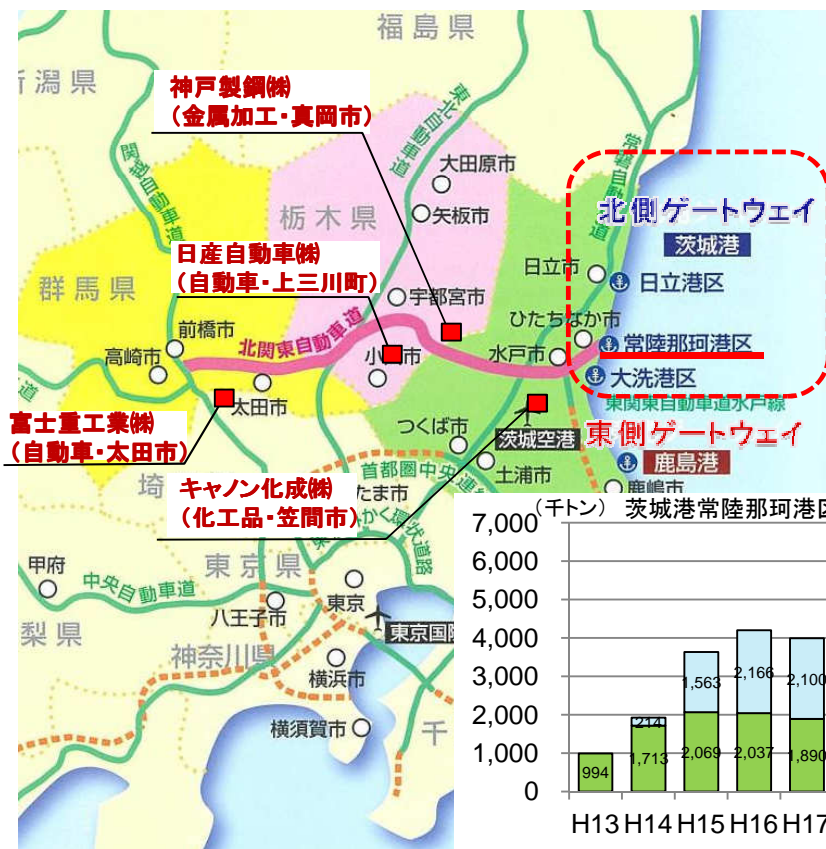 福島県
新潟県
神戸製鋼㈱
(金属加工・真岡市)
東北自動車道
常磐自動車道
関越自動車道
大田原市
矢板市
栃木県
北側ゲートウェイ
茨城港
日産自動車㈱
(自動車・上三川町)
日立市
日立港区
群馬県
宇都宮市
ひたちなか市
前橋市
北関東自動車道
常陸那珂港区
高崎市
水戸市
大洗港区
太田市
東関東自動車道水戸線
富士重工業㈱
(自動車・太田市)
つくば市
茨城空港
東側ゲートウェイ
土浦市
鹿島港
埼
首都圏中央連
キャノン化成㈱
(化工品・笠間市)
たま市
鹿嶋市
環状道路
甲府
中央自動車道
東京都
東京
八王子市
東京国際
梨県
神奈川県
横浜市
横須賀市
千
(千トン) 茨城港常陸那珂港区
7,000
6,000
5,000
4,000
3,000
2,000
1,000
0
1,563
2,166
2,100
214
994
1,713
2,069
2,037
1,890
H13 H14 H15 H16 H17